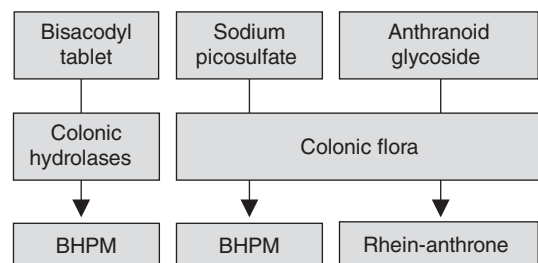 Bisacodyl
tablet
Sodium
picosulfate
Anthranoid
glycoside
Colonic
hydrolases
Colonic flora
BHPM
BHPM
Rhein-anthrone